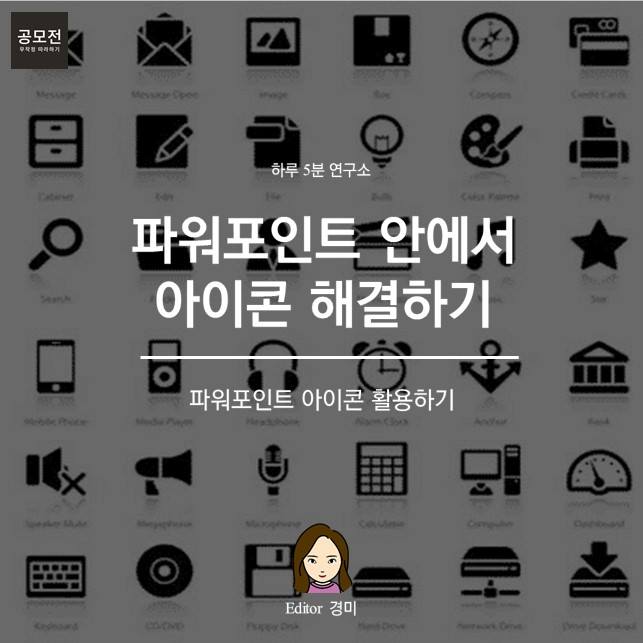 공모전
무작정 따라하기
Message
Message Open
Image
Box
Compass
Credit Cards
Cabinet
Edit
File
Bulb
Color Palette
Print
하루 5분 연구소
파워포인트 안에서
Search
Star
아이콘 해결하기
파워포인트 아이콘 활용하기
Mobile Phone
Media Player
Headphone
Alarm Clock
Anchor
Bank
Speaker Mute
Megaphone
Microphone
Calculator
Computer
Dashboard
Editor 경미
Keyboard
CD/DVD
Floppy Disk
Hard Drive
Network Drive
Drive Download